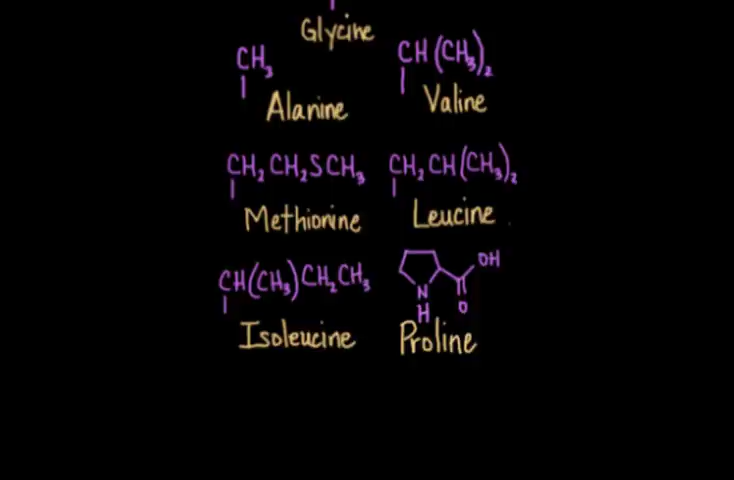 Glycine
CH₃ CH(CH₃)₂
Alanine Valine
CH₂CH₂SCH₃ CH₂CH(CH₃)₂
Methionine Leucine
CH(CH₃)CH₂CH₃ OH
N O
H
Isoleucine Proline